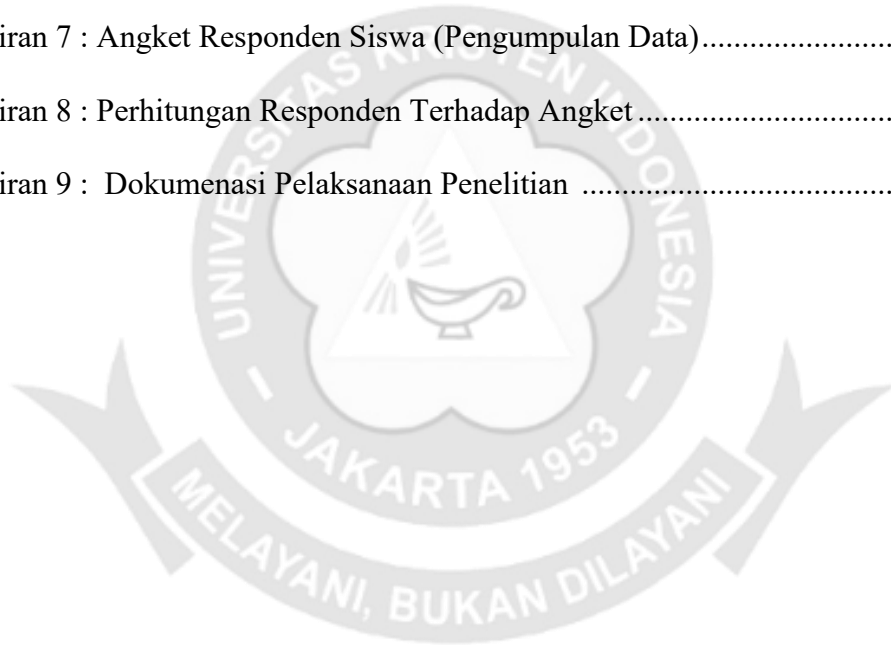 iran 7 : Angket Responden Siswa (Pengumpulan Data).......................
iran 8 : Perhitungan Responden Terhadap Angket..............................
iran 9 :  Dokumenasi Pelaksanaan Penelitian ....................................
UNIVERSITAS KRISTEN INDONESIA
- JAKARTA 1953 -
MELAYANI, BUKAN DILAYANI